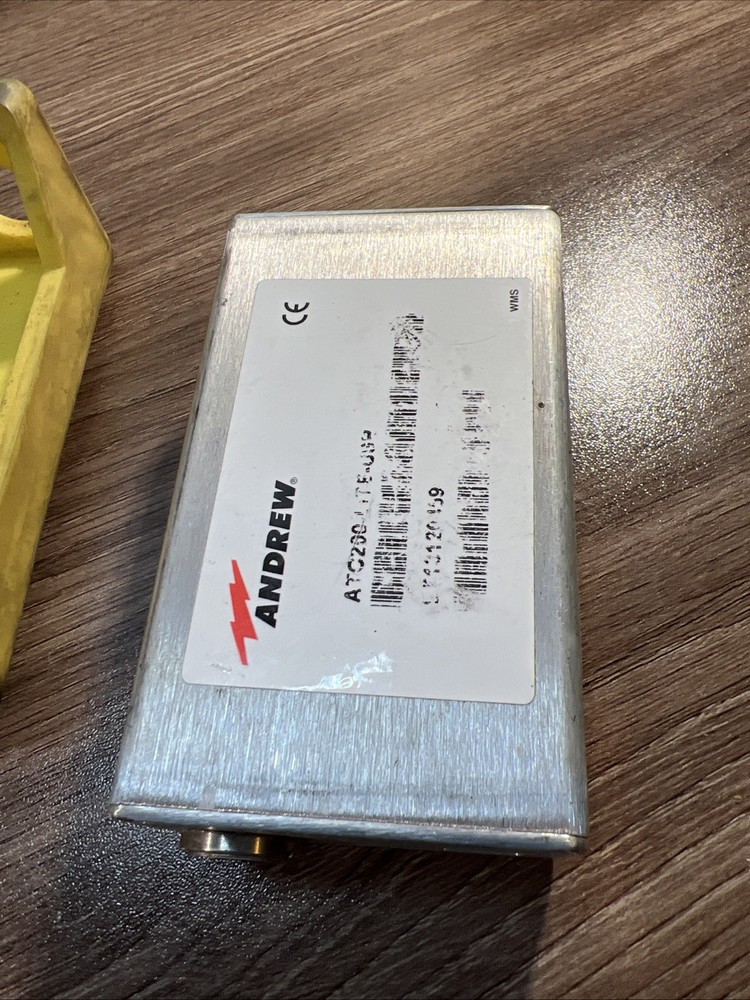 CE
WMS
ANDREW®
ATC200-LITE-USB